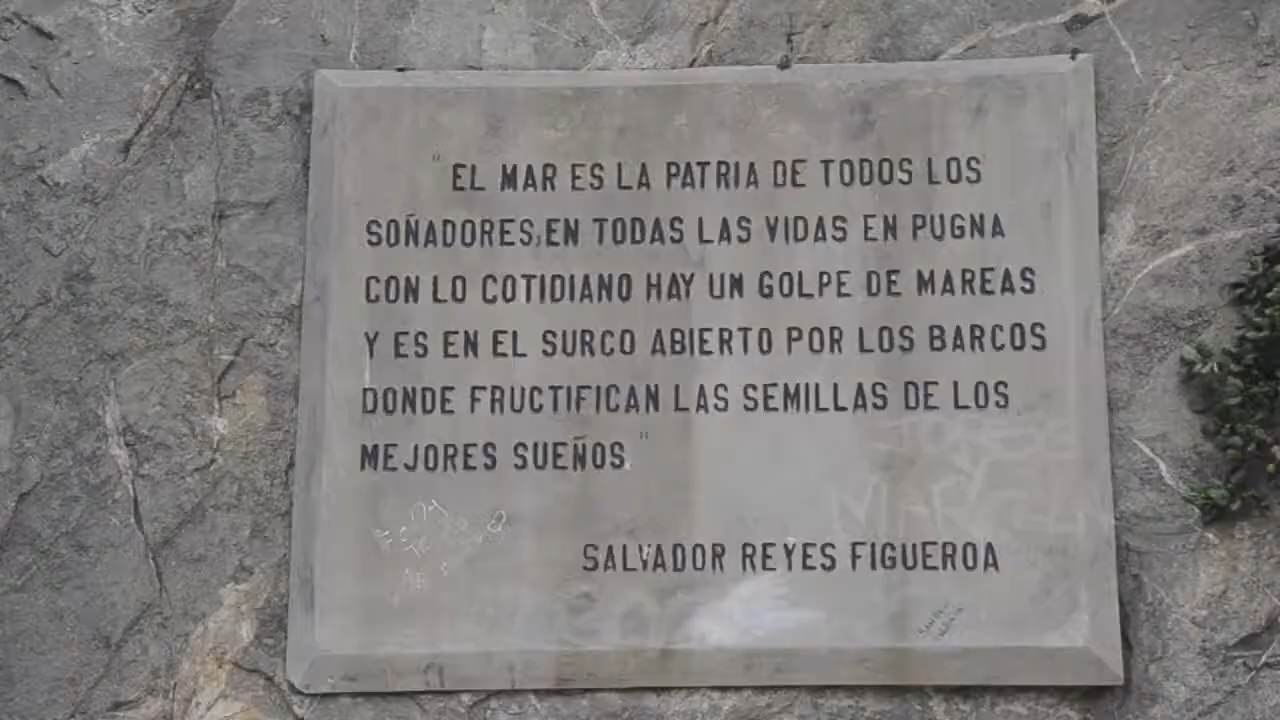 "EL MAR ES LA PATRIA DE TODOS LOS
SOÑADORES, EN TODAS LAS VIDAS EN PUGNA
CON LO COTIDIANO HAY UN GOLPE DE MAREAS
Y ES EN EL SURCO ABIERTO POR LOS BARCOS
DONDE FRUCTIFICAN LAS SEMILLAS DE LOS
MEJORES SUEÑOS."
SALVADOR REYES FIGUEROA